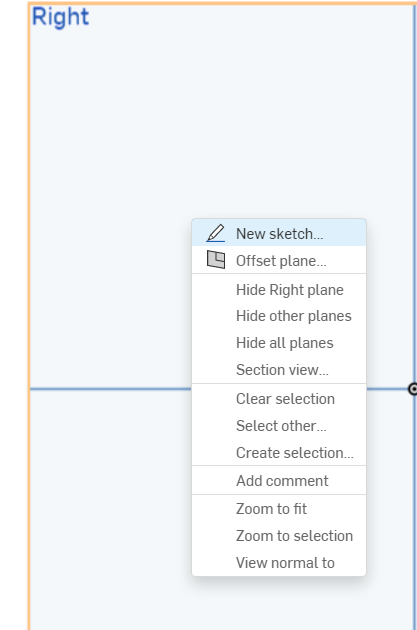 Right
New sketch...
Offset plane...
Hide Right plane
Hide other planes
Hide all planes
Section view...
Clear selection
Select other...
Create selection...
Add comment
Zoom to fit
Zoom to selection
View normal to